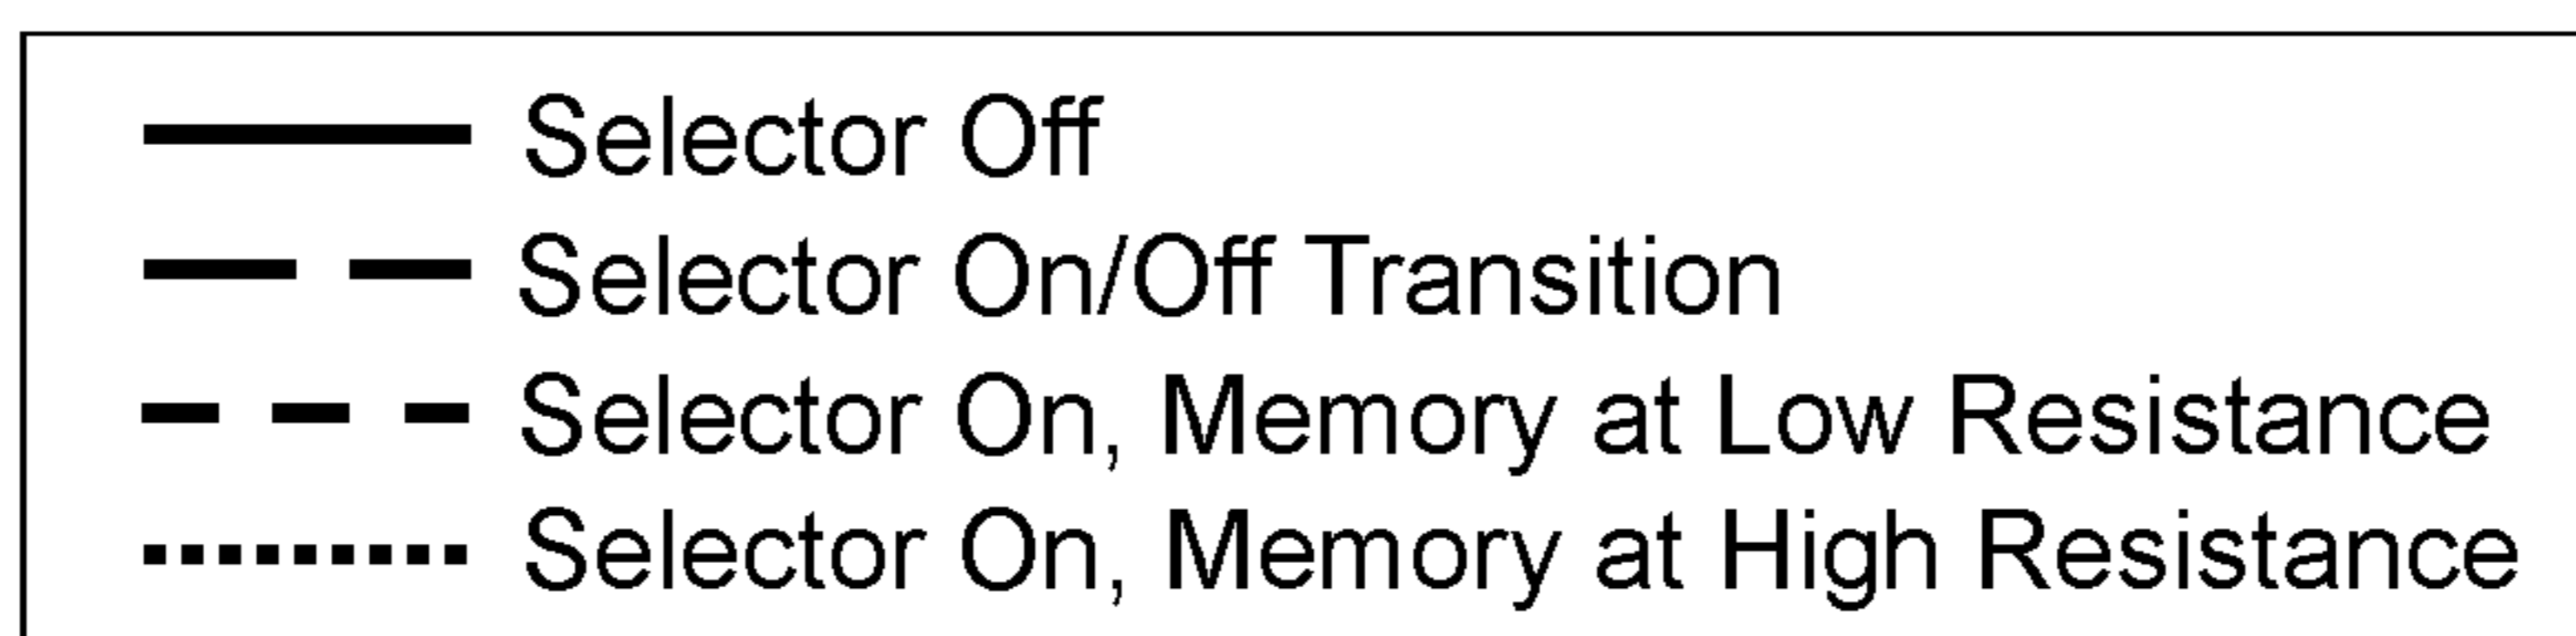 Selector Off
Selector On/Off Transition
Selector On, Memory at Low Resistance
Selector On, Memory at High Resistance